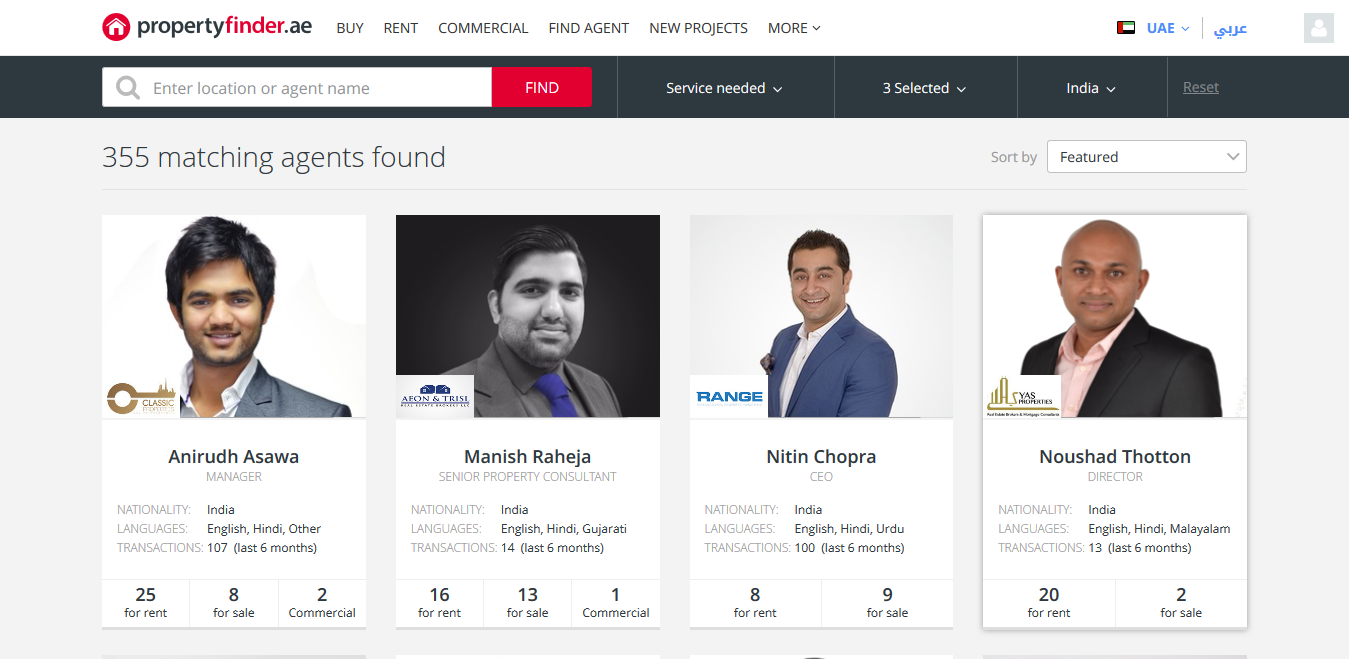 propertyfinder.ae
BUY
RENT
COMMERCIAL
FIND AGENT
NEW PROJECTS
MORE
UAE
عربي
Enter location or agent name
FIND
Service needed
3 Selected
India
Reset
355 matching agents found
Sort by
Featured
CLASSIC
PROPERTIES
Anirudh Asawa
MANAGER
NATIONALITY: India
LANGUAGES: English, Hindi, Other
TRANSACTIONS: 107 (last 6 months)
25
for rent
8
for sale
2
Commercial
AEON & TRISL
REAL ESTATE BROKERS LLC
Manish Raheja
SENIOR PROPERTY CONSULTANT
NATIONALITY: India
LANGUAGES: English, Hindi, Gujarati
TRANSACTIONS: 14 (last 6 months)
16
for rent
13
for sale
1
Commercial
RANGE
Nitin Chopra
CEO
NATIONALITY: India
LANGUAGES: English, Hindi, Urdu
TRANSACTIONS: 100 (last 6 months)
8
for rent
9
for sale
YAS
PROPERTIES
Real Estate Brokers & Mortgage Consultants
Noushad Thotton
DIRECTOR
NATIONALITY: India
LANGUAGES: English, Hindi, Malayalam
TRANSACTIONS: 13 (last 6 months)
20
for rent
2
for sale